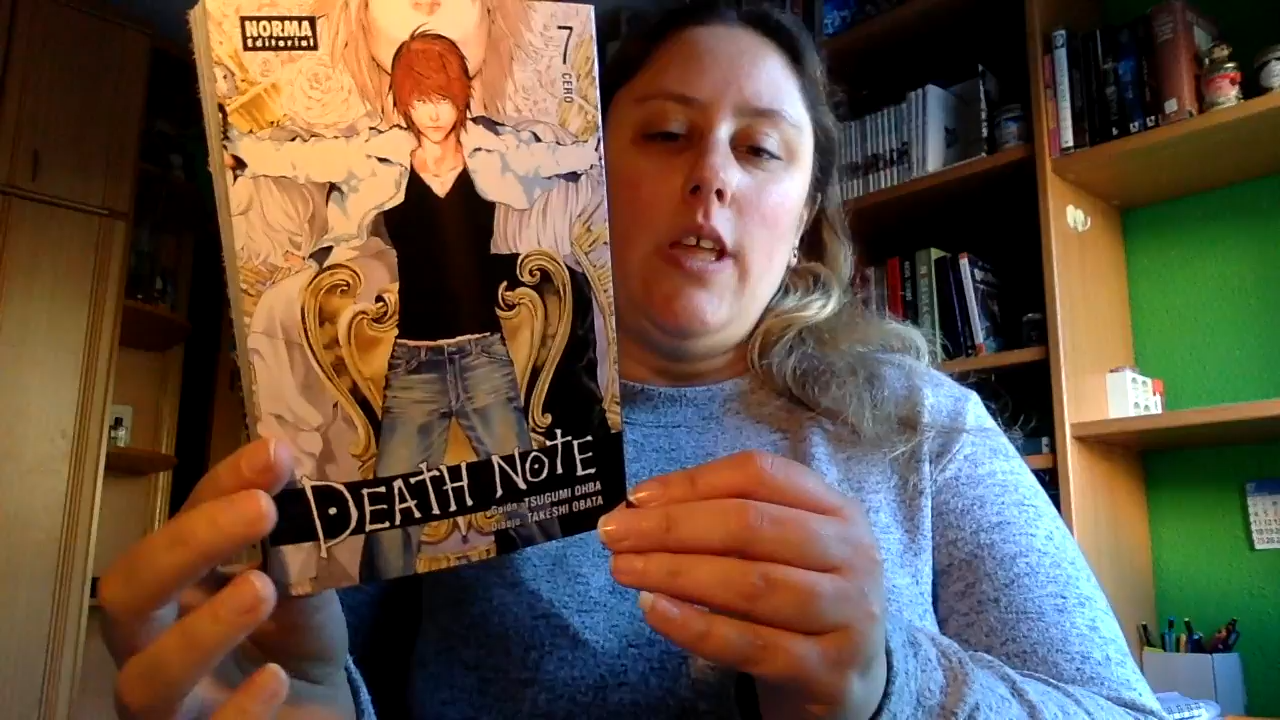 NORMA
Editorial
7
CERO
DEATH NOTE
Guión: TSUGUMI OHBA
Dibujo: TAKESHI OBATA